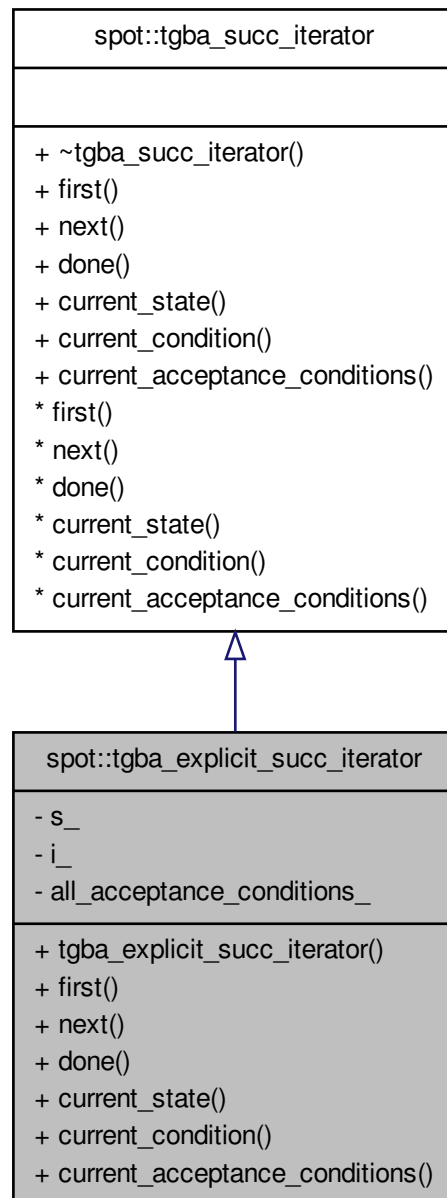 spot::tgba_succ_iterator
+ ~tgba_succ_iterator()
+ first()
+ next()
+ done()
+ current_state()
+ current_condition()
+ current_acceptance_conditions()
* first()
* next()
* done()
* current_state()
* current_condition()
* current_acceptance_conditions()
spot::tgba_explicit_succ_iterator
- s_
- i_
- all_acceptance_conditions_
+ tgba_explicit_succ_iterator()
+ first()
+ next()
+ done()
+ current_state()
+ current_condition()
+ current_acceptance_conditions()